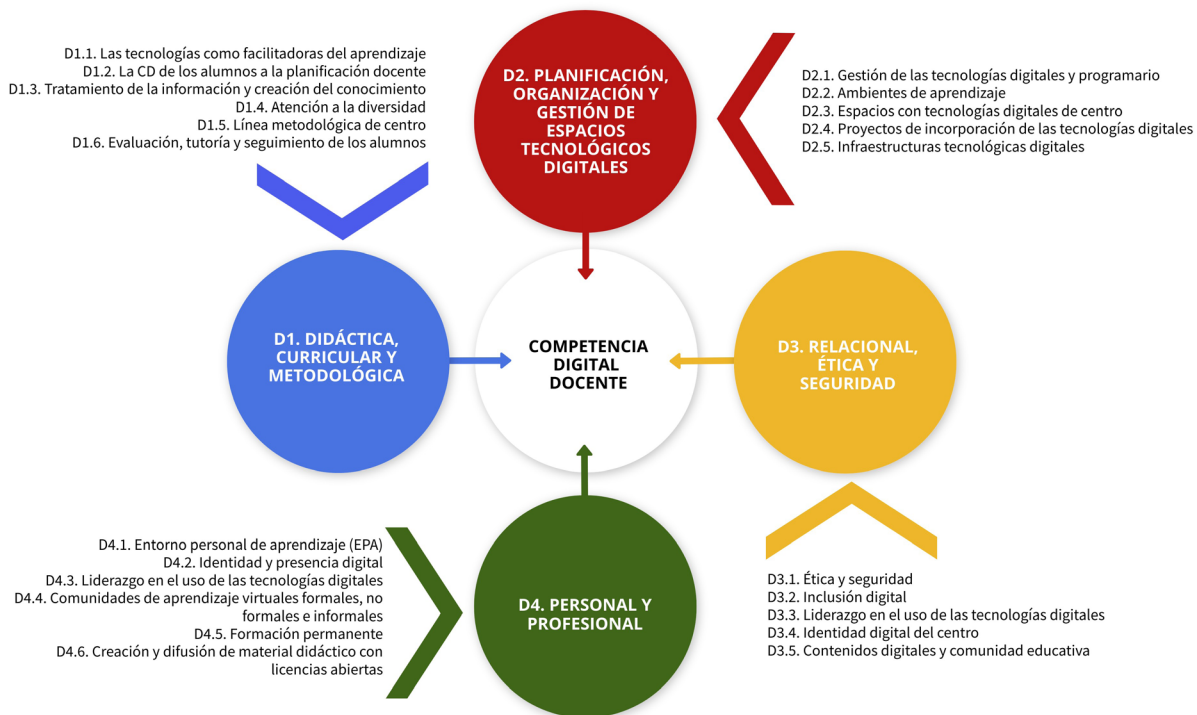 D1.1. Las tecnologías como facilitadoras del aprendizaje
D1.2. La CD de los alumnos a la planificación docente
D1.3. Tratamiento de la información y creación del conocimiento
D1.4. Atención a la diversidad
D1.5. Línea metodológica de centro
D1.6. Evaluación, tutoría y seguimiento de los alumnos
D2. PLANIFICACIÓN,
ORGANIZACIÓN Y
GESTIÓN DE
ESPACIOS
TECNOLÓGICOS
DIGITALES
D2.1. Gestión de las tecnologías digitales y programario
D2.2. Ambientes de aprendizaje
D2.3. Espacios con tecnologías digitales de centro
D2.4. Proyectos de incorporación de las tecnologías digitales
D2.5. Infraestructuras tecnológicas digitales
D1. DIDÁCTICA,
CURRICULAR Y
METODOLÓGICA
COMPETENCIA
DIGITAL
DOCENTE
D3. RELACIONAL,
ÉTICA Y
SEGURIDAD
D4.1. Entorno personal de aprendizaje (EPA)
D4.2. Identidad y presencia digital
D4.3. Liderazgo en el uso de las tecnologías digitales
D4.4. Comunidades de aprendizaje virtuales formales, no
formales e informales
D4.5. Formación permanente
D4.6. Creación y difusión de material didáctico con
licencias abiertas
D4. PERSONAL Y
PROFESIONAL
D3.1. Ética y seguridad
D3.2. Inclusión digital
D3.3. Liderazgo en el uso de las tecnologías digitales
D3.4. Identidad digital del centro
D3.5. Contenidos digitales y comunidad educativa